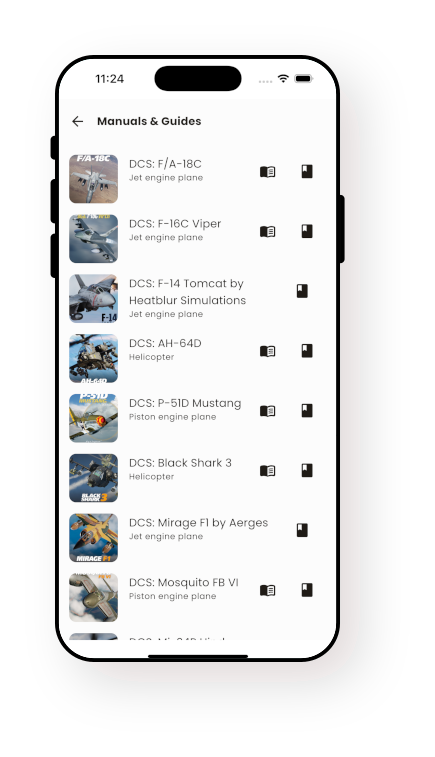 11:24
Manuals & Guides
F/A-18C
DCS: F/A-18C
Jet engine plane
DCS: F-16C Viper
Jet engine plane
DCS: F-14 Tomcat by
Heatblur Simulations
Jet engine plane
F-14
DCS: AH-64D
Helicopter
AH-64D
P-51D
DCS: P-51D Mustang
Piston engine plane
DCS: Black Shark 3
Helicopter
BLACK
SHARK 3
DCS: Mirage F1 by Aerges
Jet engine plane
MIRAGE F1
DCS: Mosquito FB VI
Piston engine plane